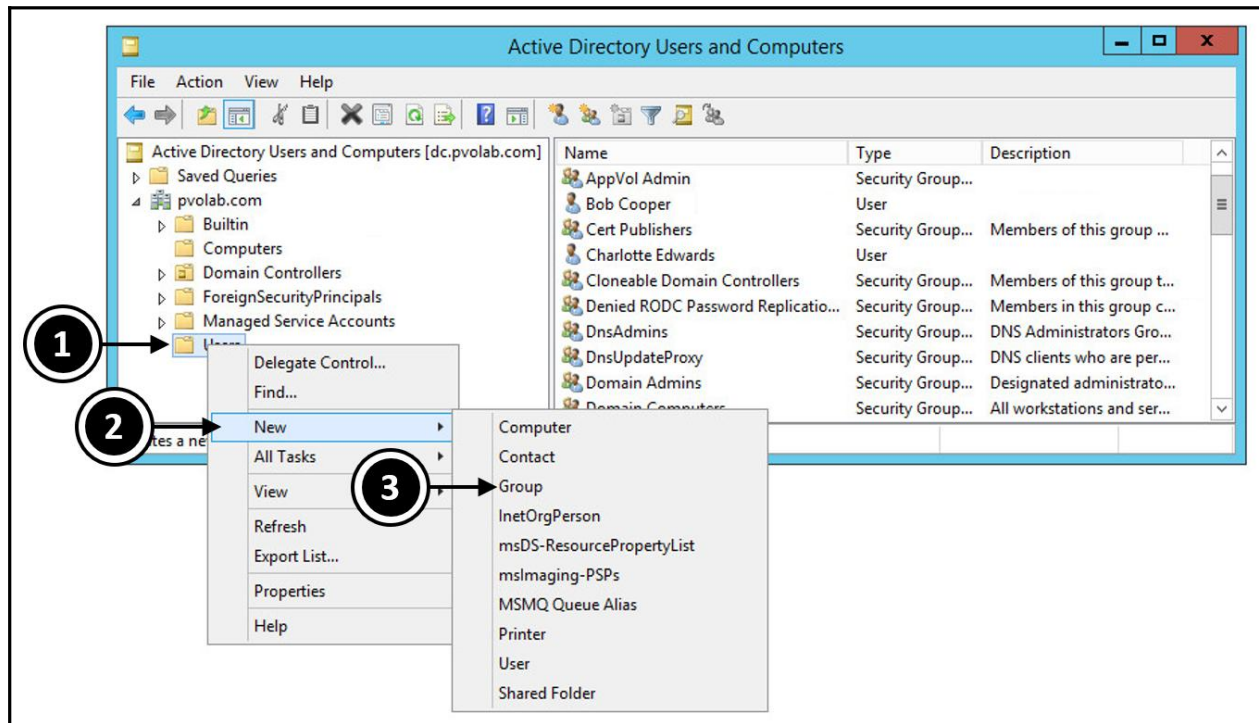 Active Directory Users and Computers
File Action View Help
Active Directory Users and Computers [dc.pvolab.com]
Saved Queries
pvolab.com
Builtin
Computers
Domain Controllers
ForeignSecurityPrincipals
Managed Service Accounts
Users
Name Type Description
AppVol Admin Security Group...
Bob Cooper User
Cert Publishers Security Group... Members of this group ...
Charlotte Edwards User
Cloneable Domain Controllers Security Group... Members of this group t...
Denied RODC Password Replicatio... Security Group... Members in this group c...
DnsAdmins Security Group... DNS Administrators Gro...
DnsUpdateProxy Security Group... DNS clients who are per...
Domain Admins Security Group... Designated administrato...
Domain Computers Security Group... All workstations and ser...
1
2
3
Delegate Control...
Find...
New
All Tasks
View
Refresh
Export List...
Properties
Help
Computer
Contact
Group
InetOrgPerson
msDS-ResourcePropertyList
msImaging-PSPs
MSMQ Queue Alias
Printer
User
Shared Folder